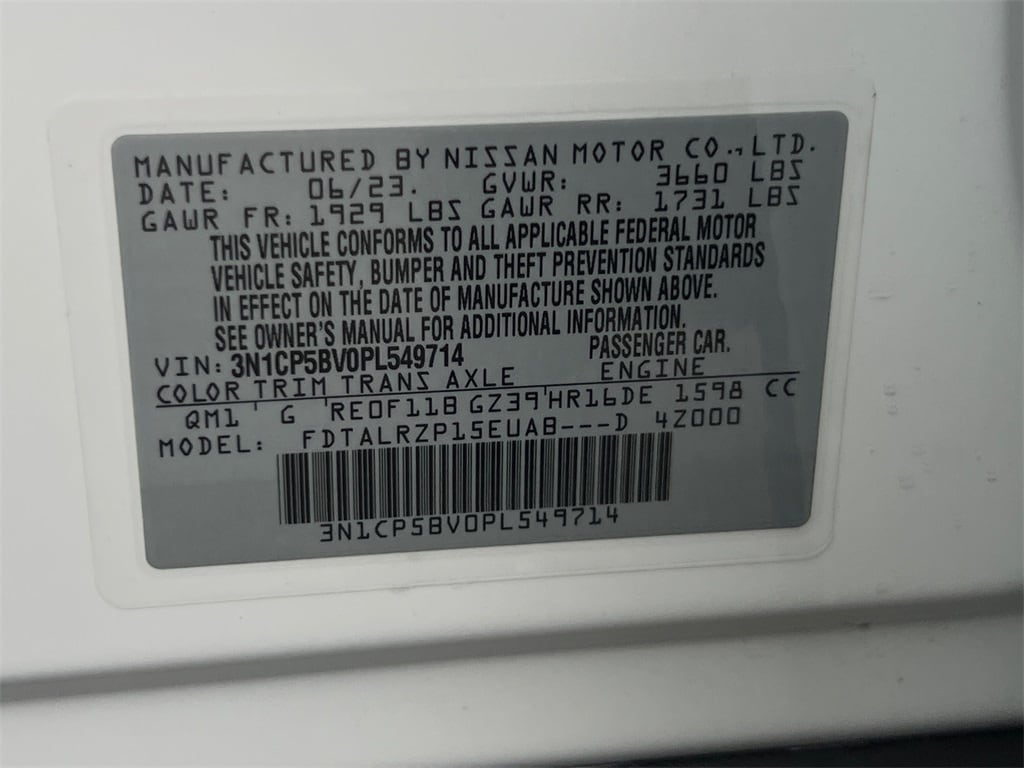 MANUFACTURED BY NISSAN MOTOR CO.,LTD.
DATE: 06/23. GVWR: 3660 LBS
GAWR FR: 1929 LBS GAWR RR: 1731 LBS
THIS VEHICLE CONFORMS TO ALL APPLICABLE FEDERAL MOTOR
VEHICLE SAFETY, BUMPER AND THEFT PREVENTION STANDARDS
IN EFFECT ON THE DATE OF MANUFACTURE SHOWN ABOVE.
SEE OWNER'S MANUAL FOR ADDITIONAL INFORMATION.
VIN: 3N1CP5BV0PL549714 PASSENGER CAR.
COLOR TRIM TRANS AXLE ENGINE
QM1 G RE0F11B GZ39 HR16DE 1598 CC
MODEL: FDTALRZP15EUAB---D 4Z000
3N1CP5BV0PL549714